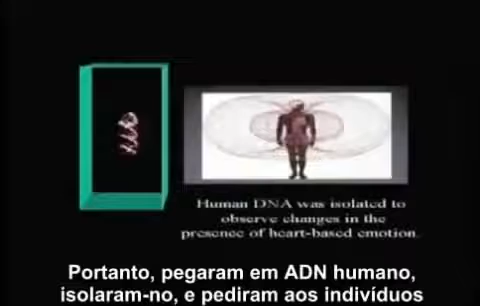 Human DNA was isolated to
observe changes in the
presence of heart-based emotion.
Portanto, pegaram em ADN humano,
isolaram-no, e pediram aos indivíduos